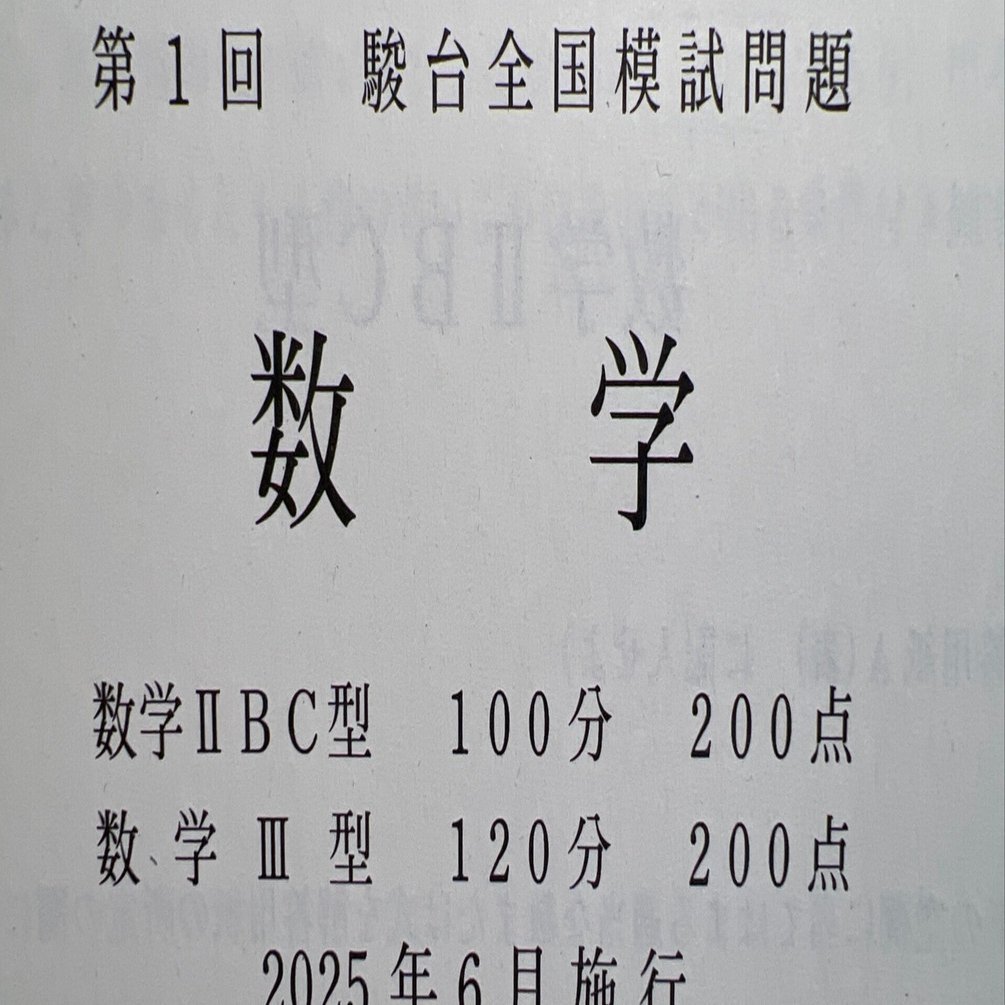 第1回 駿台全国模試問題
数学
数学ⅡBC型 100分 200点
数学Ⅲ型 120分 200点
2025年6月施行